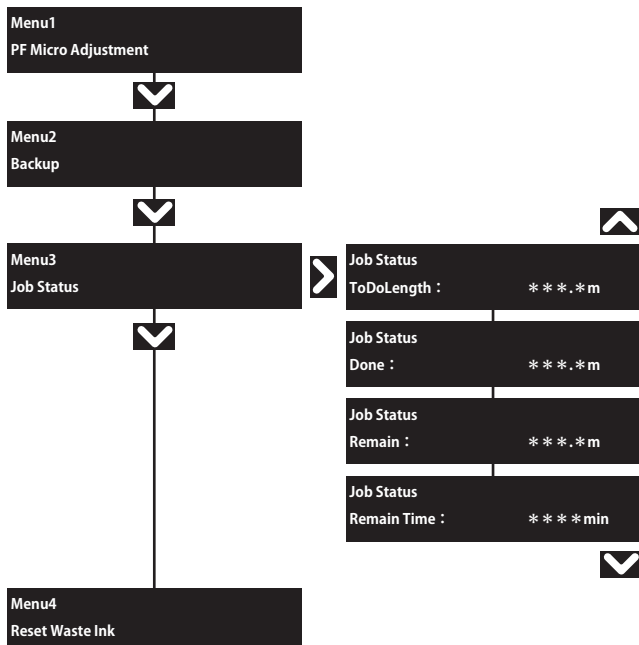 Menu1
PF Micro Adjustment
Menu2
Backup
Menu3
Job Status
Job Status
ToDoLength： ＊＊＊.＊m
Job Status
Done： ＊＊＊.＊m
Job Status
Remain： ＊＊＊.＊m
Job Status
Remain Time： ＊＊＊＊min
Menu4
Reset Waste Ink